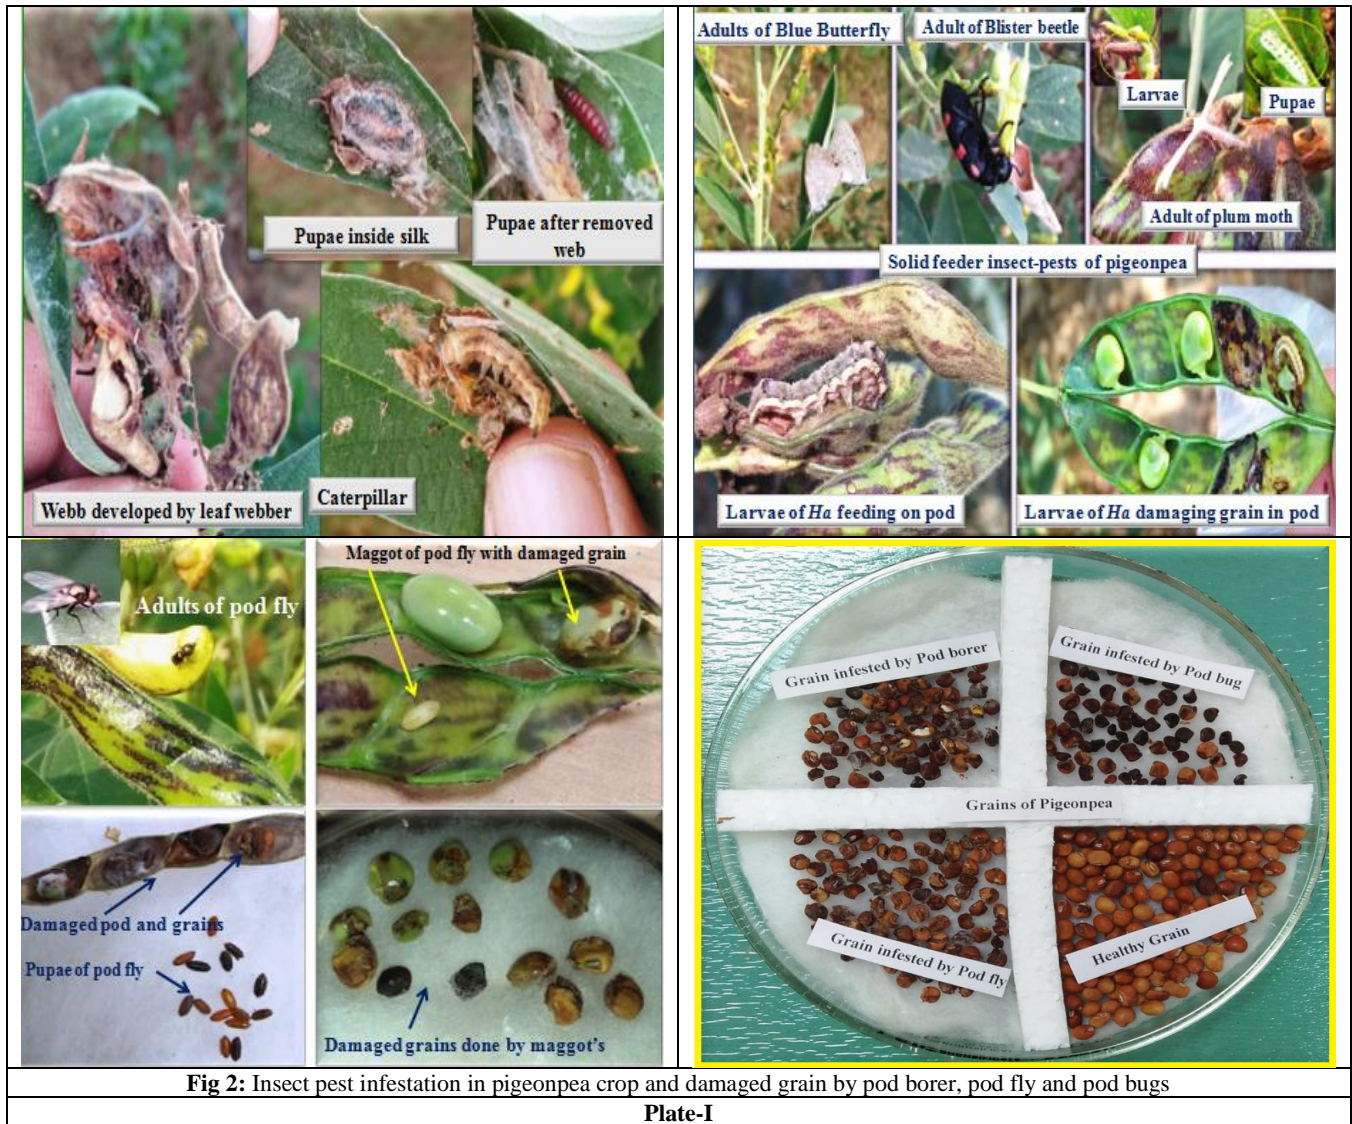 Pupae inside silk
Pupae after removed
web
Webb developed by leaf webber
Caterpillar
Adults of Blue Butterfly
Adult of Blister beetle
Larvae
Pupae
Adult of plum moth
Solid feeder insect-pests of pigeonpea
Larvae of Ha feeding on pod
Larvae of Ha damaging grain in pod
Adults of pod fly
Maggot of pod fly with damaged grain
Damaged pod and grains
Pupae of pod fly
Damaged grains done by maggot's
Grain infested by Pod borer
Grain infested by Pod bug
Grains of Pigeonpea
Grain infested by Pod fly
Healthy Grain
Fig 2: Insect pest infestation in pigeonpea crop and damaged grain by pod borer, pod fly and pod bugs
Plate-I